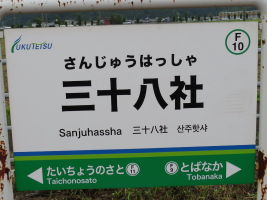 FUKUTETSU
F
10
さんじゅうはっしゃ
三十八社
Sanjuhassha 三十八社 산주핫샤
たいちょうのさと
Taichonosato
とばなか
Tobanaka